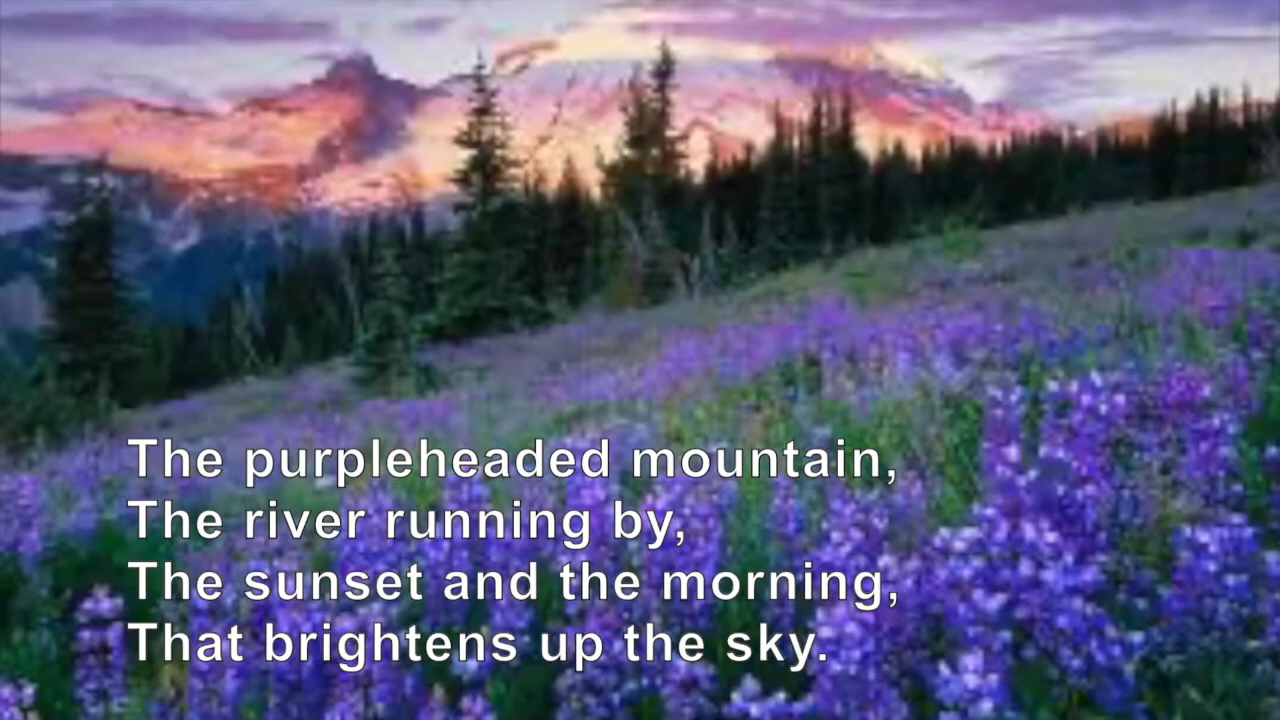 The purpleheaded mountain,
The river running by,
The sunset and the morning,
That brightens up the sky.